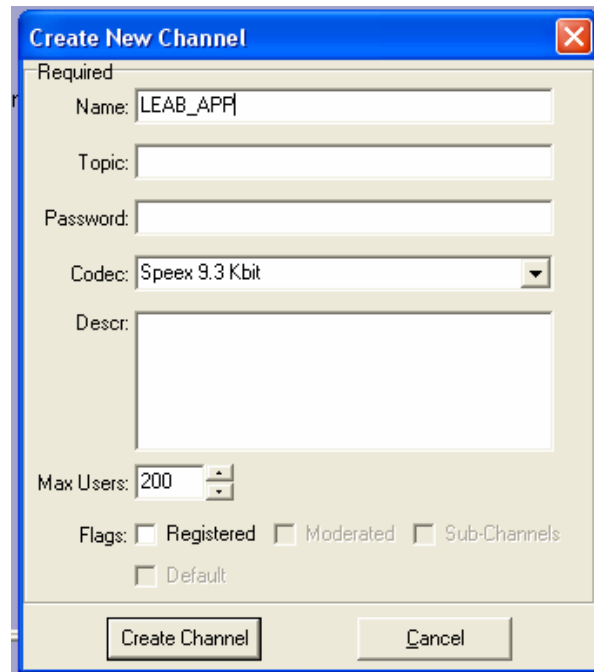 Create New Channel
Required
Name: LEAB_APP
Topic:
Password:
Codec: Speex 9.3 Kbit
Descr:
Max Users: 200
Flags: Registered Moderated Sub-Channels
Default
Create Channel Cancel